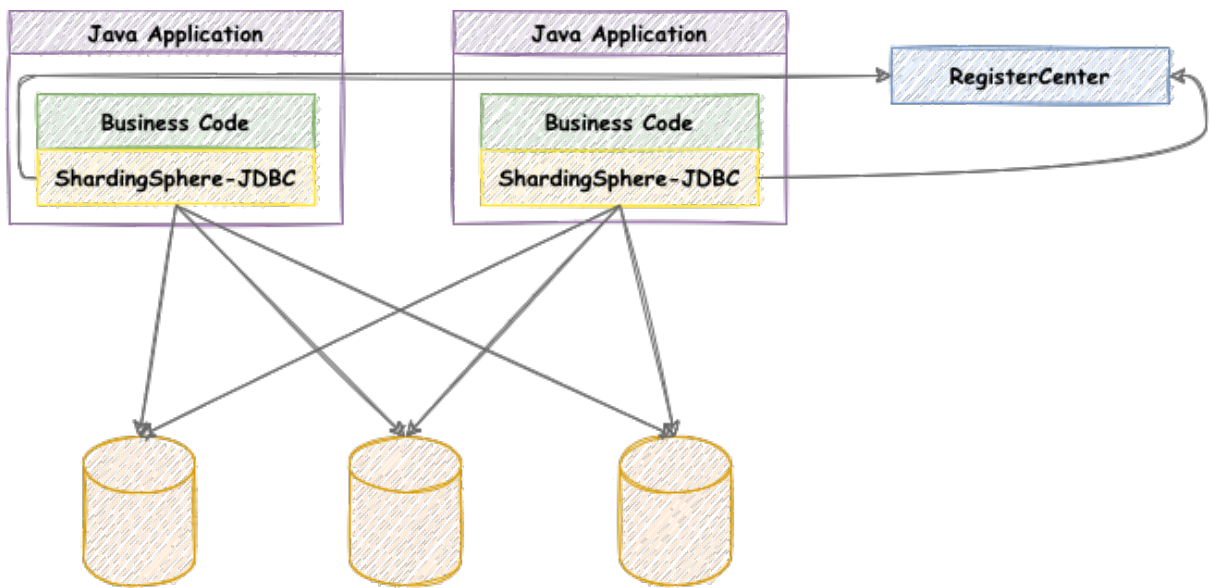 Java Application
Java Application
RegisterCenter
Business Code
Business Code
ShardingSphere-JDBC
ShardingSphere-JDBC